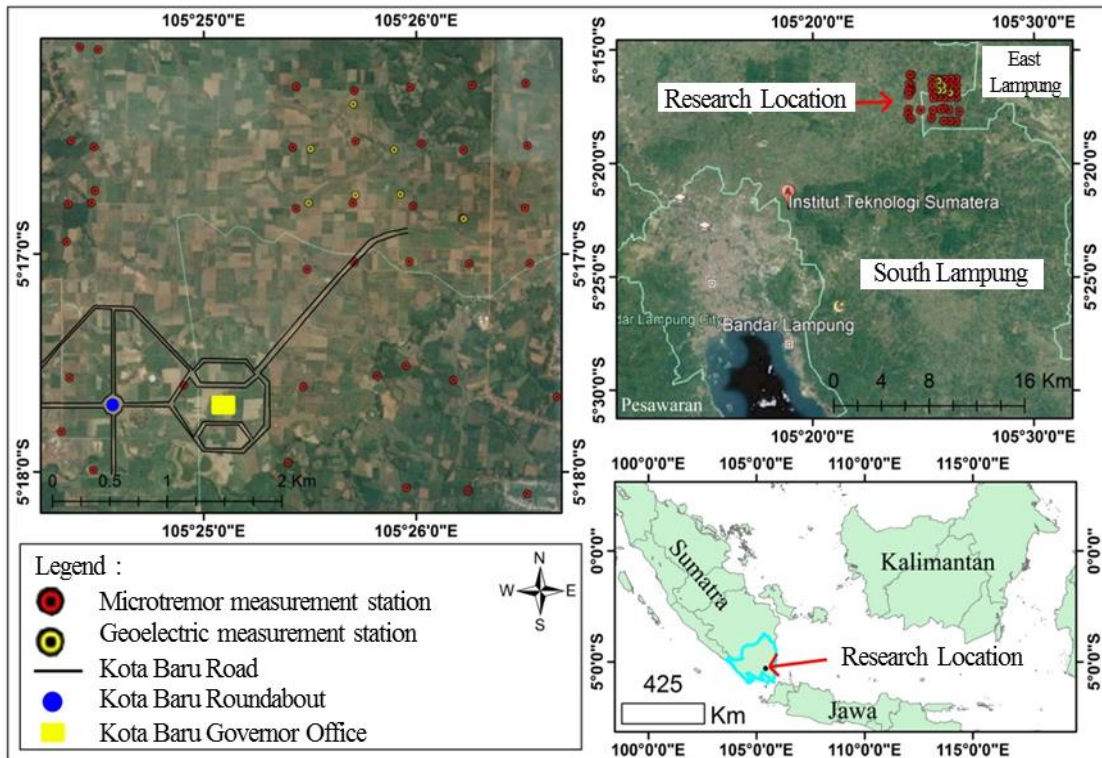 105°25'0"E
105°26'0"E
5°17'0"S
5°18'0"S
5°17'0"S
5°18'0"S
0
0.5
1
2 Km
105°25'0"E
105°26'0"E
Legend :
Microtremor measurement station
Geoelectric measurement station
Kota Baru Road
Kota Baru Roundabout
Kota Baru Governor Office
N
W
E
S
105°20'0"E
105°30'0"E
5°15'0"S
5°20'0"S
5°25'0"S
5°30'0"S
5°15'0"S
5°20'0"S
5°25'0"S
5°30'0"S
East
Lampung
Research Location
Institut Teknologi Sumatera
South Lampung
dar Lampung City
Bandar Lampung
Pesawaran
0
4
8
16 Km
105°20'0"E
105°30'0"E
100°0'0"E
105°0'0"E
110°0'0"E
115°0'0"E
0°0'0"
5°0'0"S
0°0'0"
5°0'0"S
Sumatra
Kalimantan
Research Location
Jawa
425
Km
100°0'0"E
105°0'0"E
110°0'0"E
115°0'0"E